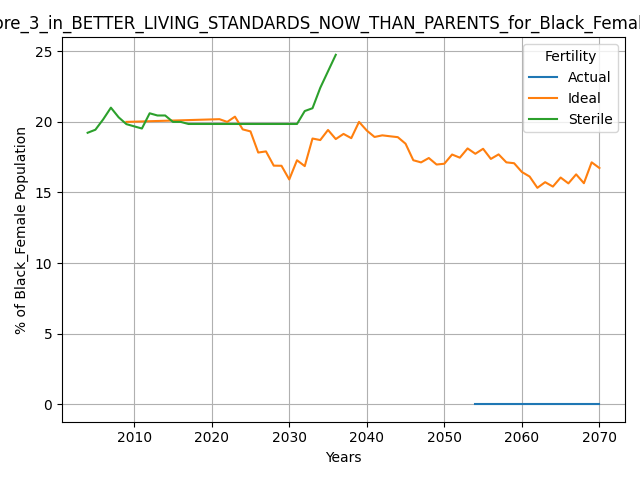 ore_3_in_BETTER_LIVING_STANDARDS_NOW_THAN_PARENTS_for_Black_Femal
Fertility
Actual
Ideal
Sterile
% of Black_Female Population
25
20
15
10
5
0
2010 2020 2030 2040 2050 2060 2070
Years